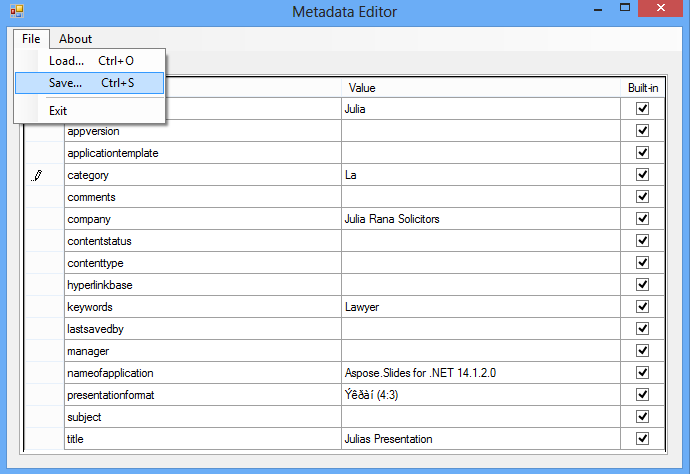 Metadata Editor
File About
Load... Ctrl+O
Save... Ctrl+S
Exit
Value Built-in
Julia
appversion
applicationtemplate
category La
comments
company Julia Rana Solicitors
contentstatus
contenttype
hyperlinkbase
keywords Lawyer
lastsavedby
manager
nameofapplication Aspose.Slides for .NET 14.1.2.0
presentationformat Ýêðàí (4:3)
subject
title Julias Presentation